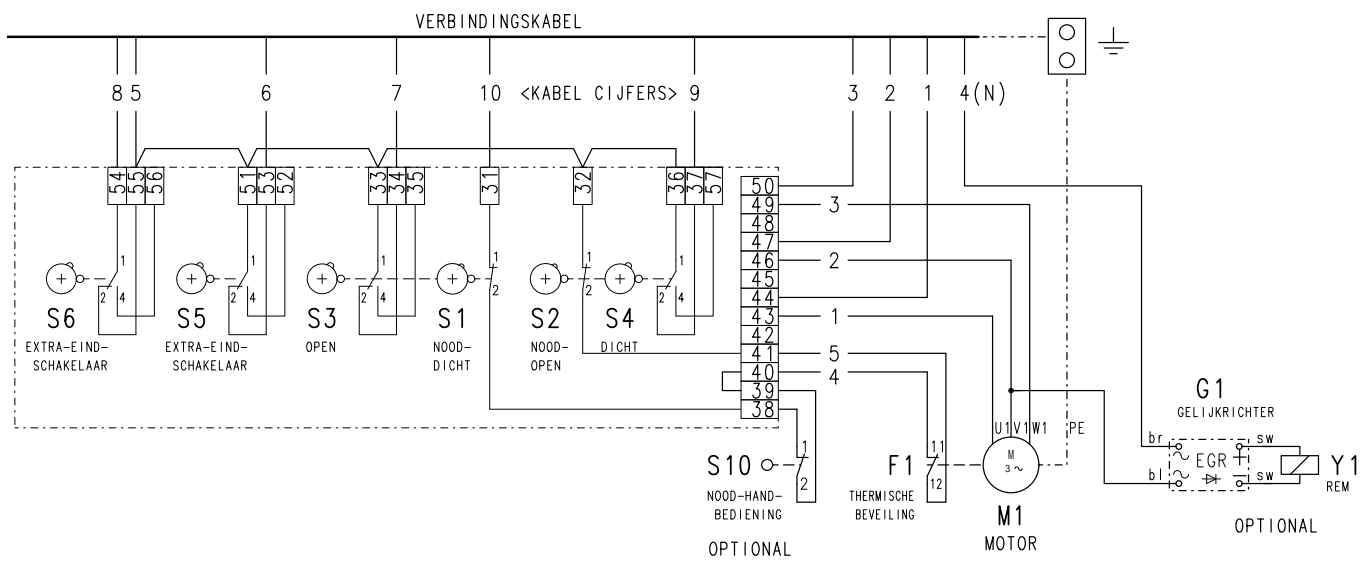 VERBINDINGSKABEL
8 5 6 7 10 <KABEL CIJFERS> 9 3 2 1 4(N)
54 55 56 51 53 52 33 34 35 31 32 36 37 57
50
49 3
48
47
46 2
45
44
43 1
42
41 5
40 4
39
38
1 1 1 1 1 1
2 4 2 4 2 4 2 2 2 4
S6 S5 S3 S1 S2 S4
EXTRA-EIND-
SCHAKELAAR
EXTRA-EIND-
SCHAKELAAR
OPEN
NOOD-
DICHT
NOOD-
OPEN
DICHT
S10
1
2
NOOD-HAND-
BEDIENING
OPTIONAL
F1
11
12
THERMISCHE
BEVEILING
U1 V1 W1 PE
M
3 ~
M1
MOTOR
G1
GELIJKRICHTER
br
bl
~
~
EGR
+
−
sw
sw
Y1
REM
OPTIONAL